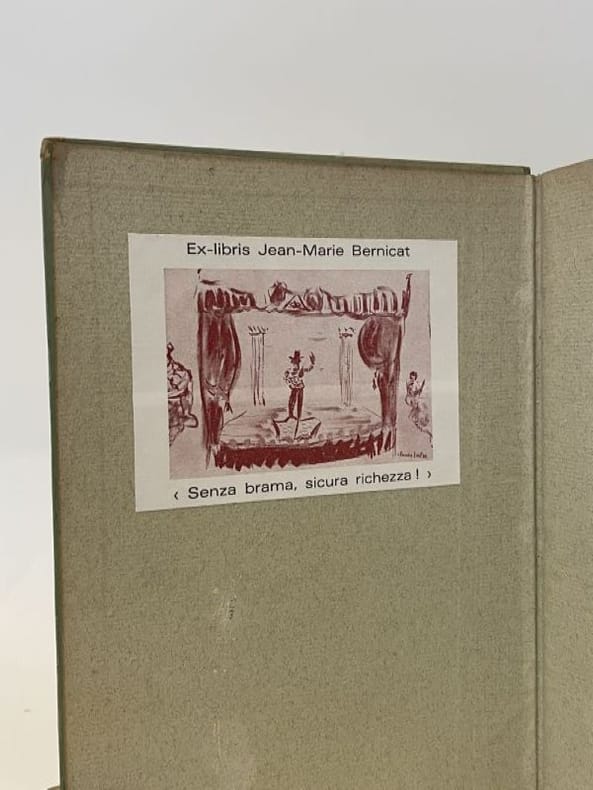 Ex-libris Jean-Marie Bernicat
‹ Senza brama, sicura richezza ! ›